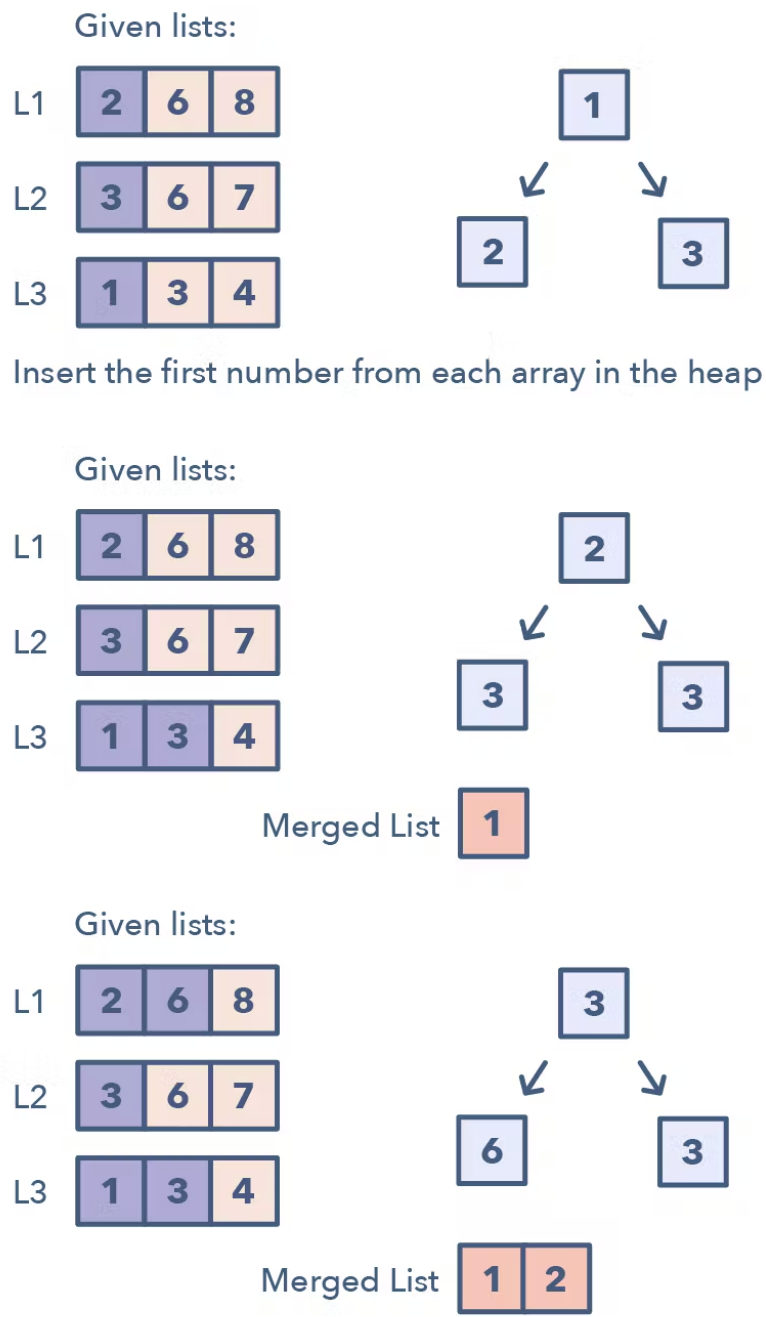 Given lists:
L1 2 6 8
1
L2 3 6 7
2 3
L3 1 3 4
Insert the first number from each array in the heap
Given lists:
L1 2 6 8
2
L2 3 6 7
3 3
L3 1 3 4
Merged List 1
Given lists:
L1 2 6 8
3
L2 3 6 7
6 3
L3 1 3 4
Merged List 1 2